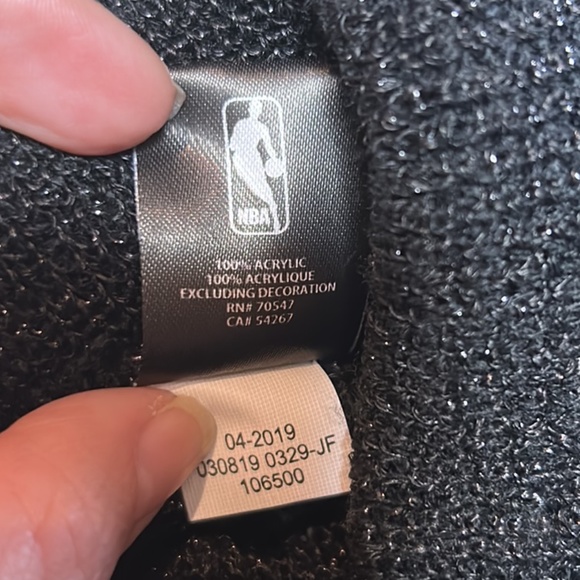 NBA
100% ACRYLIC
100% ACRYLIQUE
EXCLUDING DECORATION
RN# 70547
CA# 54267
04-2019
030819 0329-JF
106500